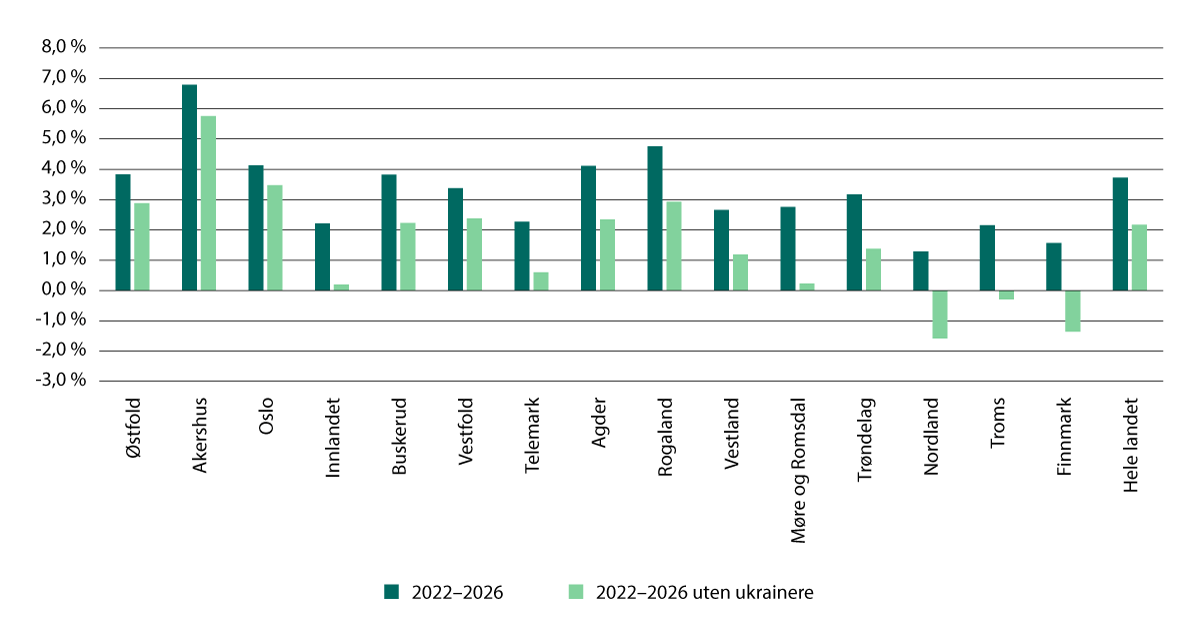 8,0 %
7,0 %
6,0 %
5,0 %
4,0 %
3,0 %
2,0 %
1,0 %
0,0 %
-1,0 %
-2,0 %
-3,0 %
Østfold
Akershus
Oslo
Innlandet
Buskerud
Vestfold
Telemark
Agder
Rogaland
Vestland
Møre og Romsdal
Trøndelag
Nordland
Troms
Finnmark
Hele landet
2022–2026
2022–2026 uten ukrainere